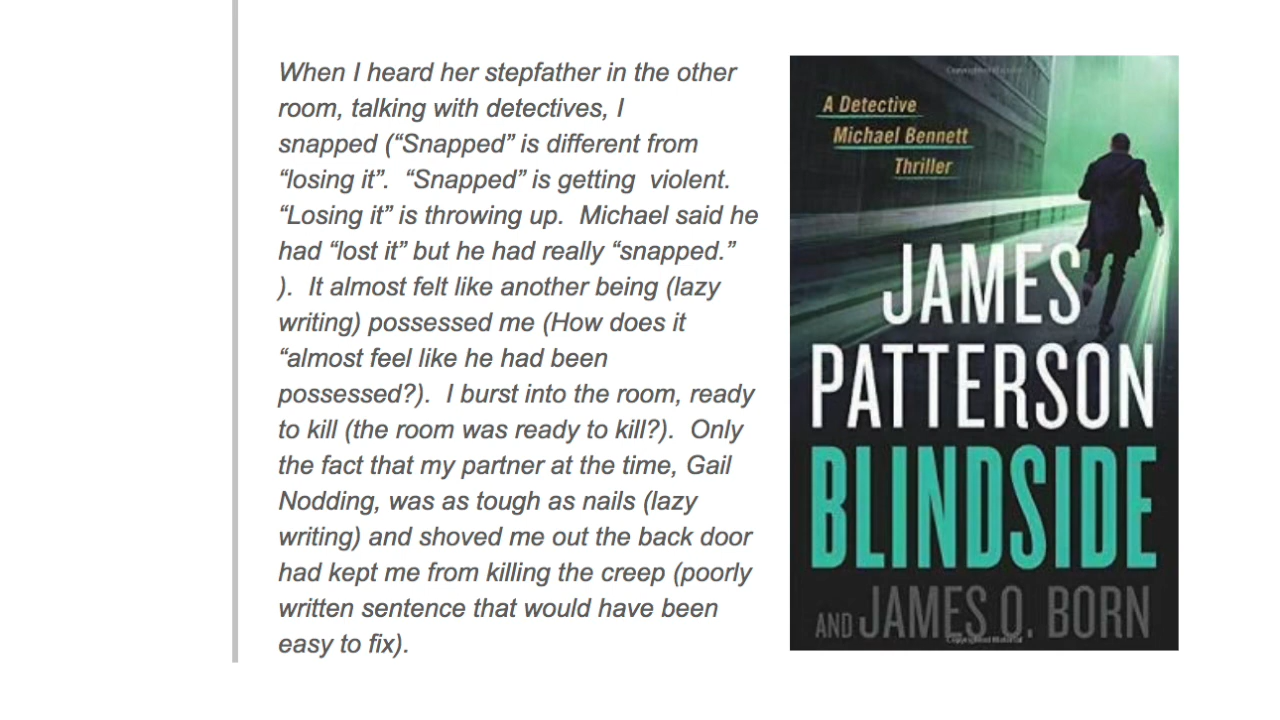 When I heard her stepfather in the other
room, talking with detectives, I
snapped (“Snapped” is different from
“losing it”.  “Snapped” is getting  violent.
“Losing it” is throwing up.  Michael said he
had “lost it” but he had really “snapped.”
).  It almost felt like another being (lazy
writing) possessed me (How does it
“almost feel like he had been
possessed?).  I burst into the room, ready
to kill (the room was ready to kill?).  Only
the fact that my partner at the time, Gail
Nodding, was as tough as nails (lazy
writing) and shoved me out the back door
had kept me from killing the creep (poorly
written sentence that would have been
easy to fix).
Copyrighted Material
A Detective
Michael Bennett
Thriller
JAMES
PATTERSON
BLINDSIDE
AND JAMES O. BORN
Copyrighted Material